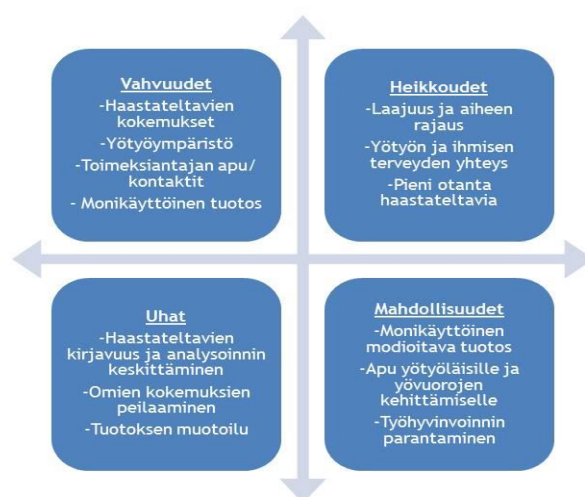 Vahvuudet
-Haastateltavien
kokemukset
-Yötyöympäristö
-Toimeksiantajan apu/
kontaktit
- Monikäyttöinen tuotos
Heikkoudet
-Laajuus ja aiheen
rajaus
-Yötyön ja ihmisen
terveyden yhteys
-Pieni otanta
haastateltavia
Uhat
-Haastateltavien
kirjavuus ja analysoinnin
keskittäminen
-Omien kokemuksien
peilaaminen
-Tuotoksen muotoilu
Mahdollisuudet
-Monikäyttöinen
modioitava tuotos
-Apu yötyöläisille ja
yövuorojen
kehittämiselle
-Työhyvinvoinnin
parantaminen